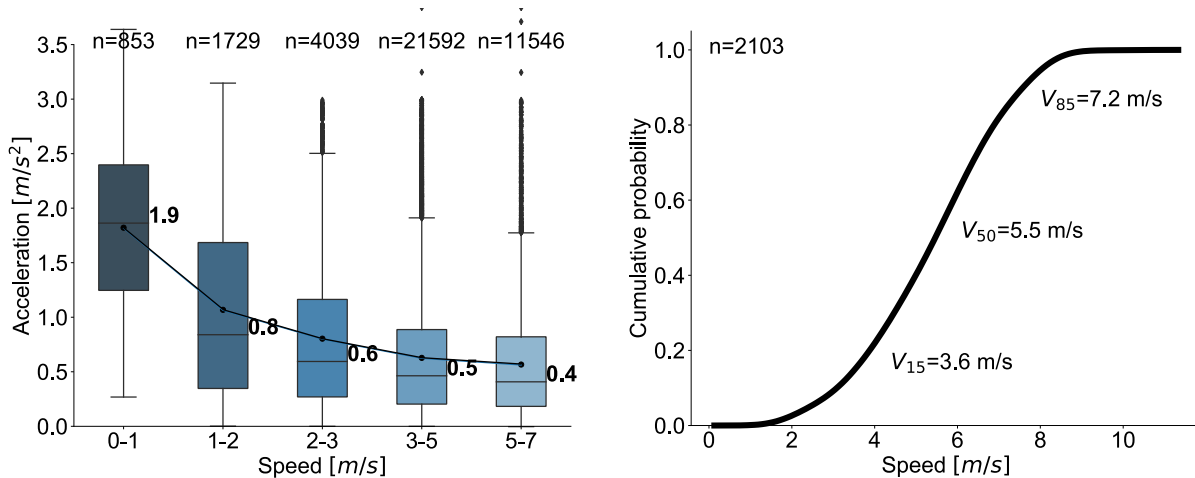 n=853 n=1729 n=4039 n=21592 n=11546
3.5
3.0
2.5
2.0
1.5
1.0
0.5
0.0
Acceleration [m/s²]
1.9
0.8
0.6
0.5
0.4
0-1 1-2 2-3 3-5 5-7
Speed [m/s]
n=2103
1.0
0.8
0.6
0.4
0.2
0.0
Cumulative probability
V₈₅=7.2 m/s
V₅₀=5.5 m/s
V₁₅=3.6 m/s
0 2 4 6 8 10
Speed [m/s]